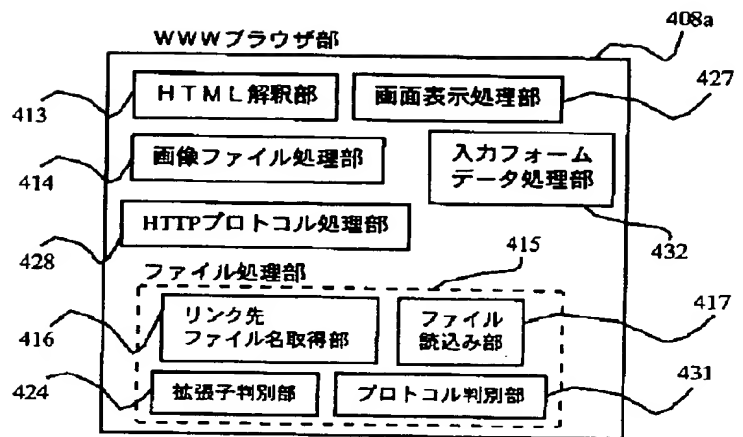 WWWブラウザ部
408a
HTML解釈部
画面表示処理部
427
413
画像ファイル処理部
入力フォーム
データ処理部
414
HTTPプロトコル処理部
432
428
ファイル処理部
415
リンク先
ファイル名取得部
ファイル
読込み部
417
416
拡張子判別部
プロトコル判別部
431
424